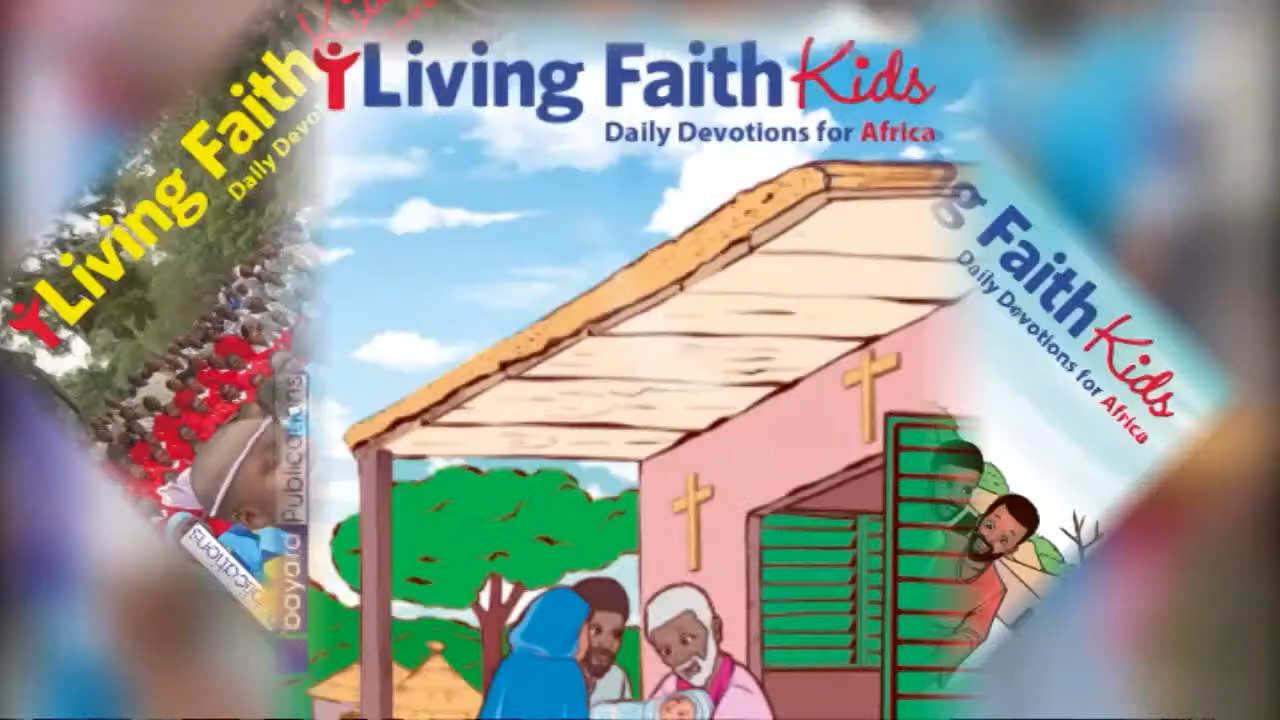 Living Faith Kids
Daily Devotions for Africa
Living Faith
Daily Devo
Kids
g Faith Kids
Daily Devotions for Africa
bayard Publications